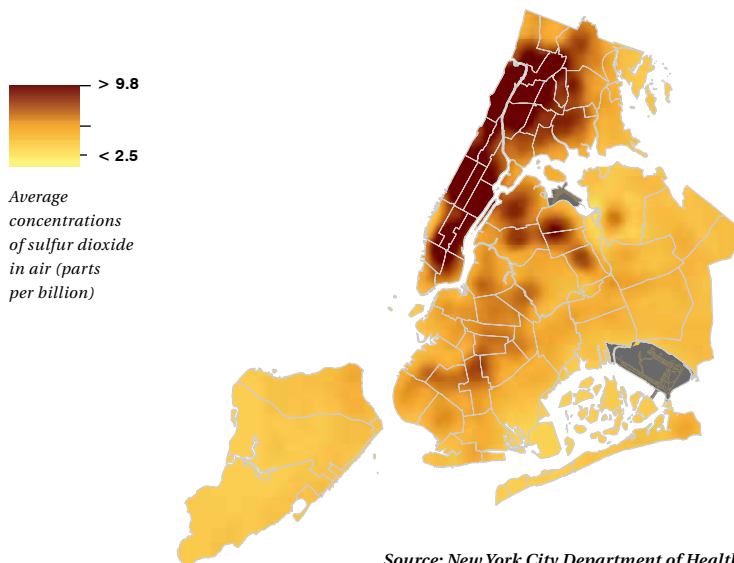 > 9.8
< 2.5
Average
concentrations
of sulfur dioxide
in air (parts
per billion)
Source: New York City Department of Health